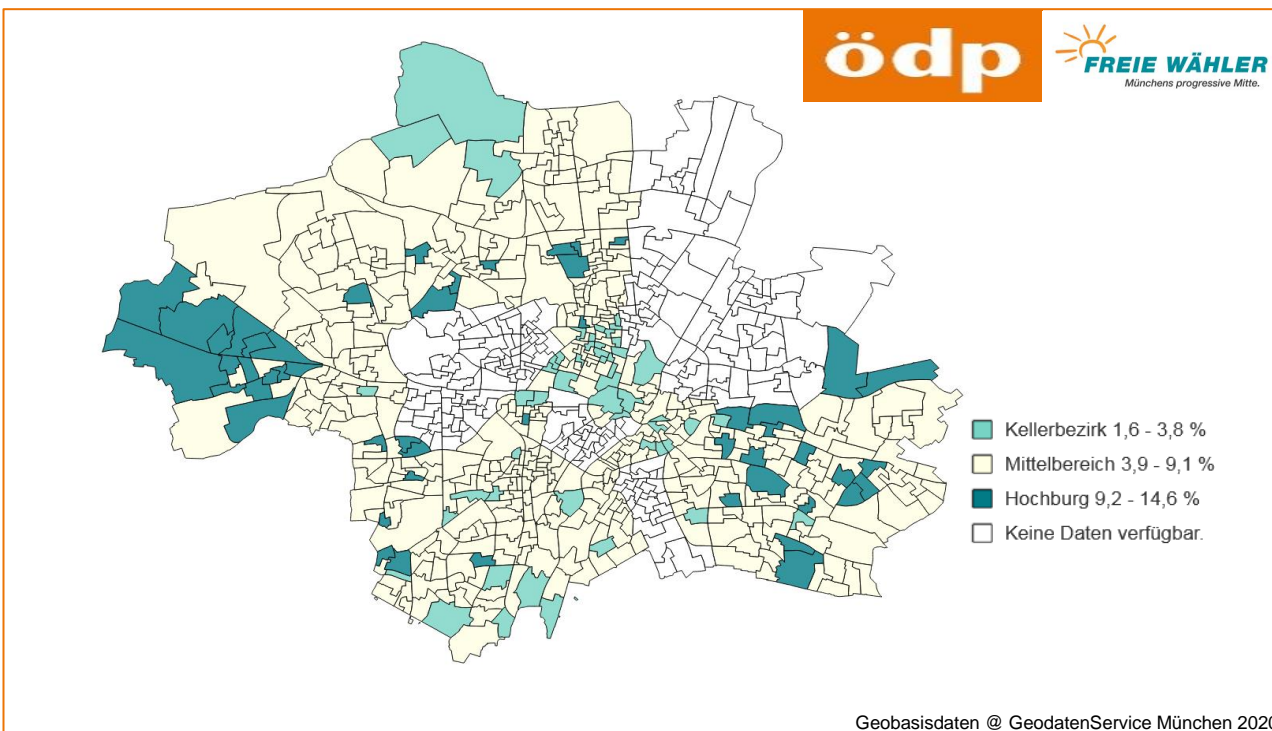 ödp
FREIE WÄHLER
Münchens progressive Mitte.
Kellerbezirk 1,6 - 3,8 %
Mittelbereich 3,9 - 9,1 %
Hochburg 9,2 - 14,6 %
Keine Daten verfügbar.
Geobasisdaten @ GeodatenService München 2020